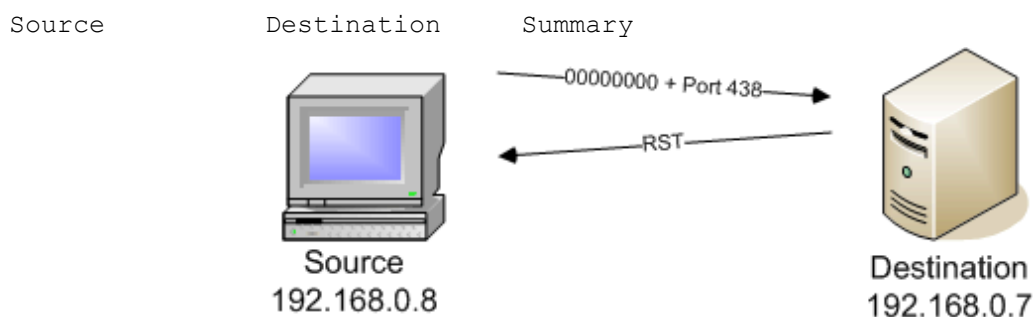 Source Destination Summary
00000000 + Port 438
RST
Source
192.168.0.8
Destination
192.168.0.7